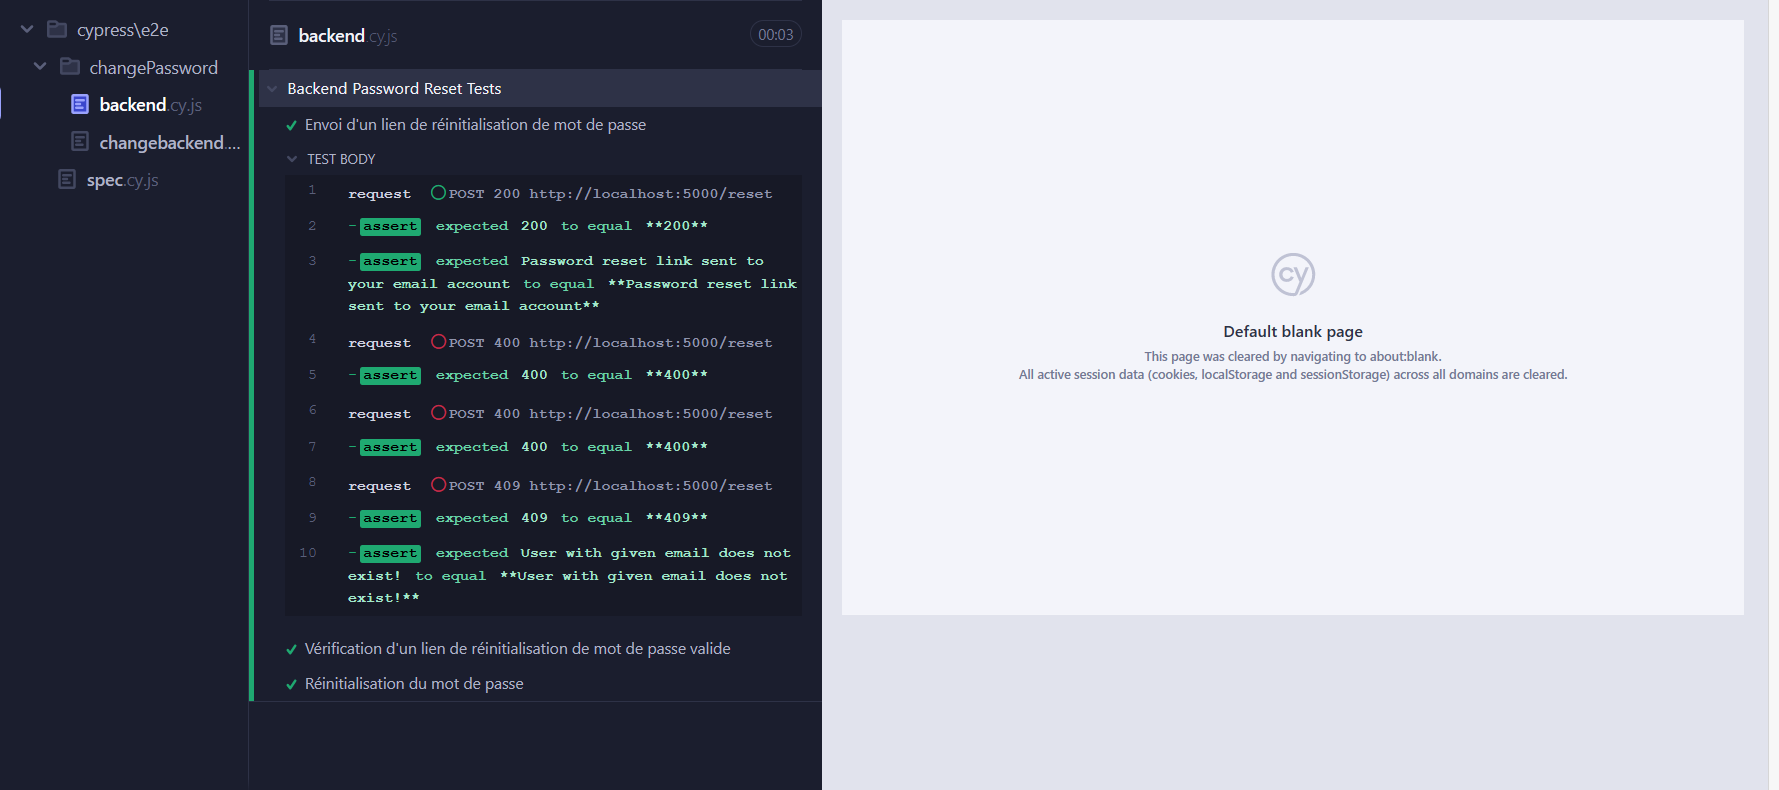 cypress\e2e
changePassword
backend.cy.js
changebackend....
spec.cy.js
backend.cy.js
00:03
Backend Password Reset Tests
Envoi d'un lien de réinitialisation de mot de passe
TEST BODY
1 request POST 200 http://localhost:5000/reset
2 -assert expected 200 to equal **200**
3 -assert expected Password reset link sent to
your email account to equal **Password reset link
sent to your email account**
4 request POST 400 http://localhost:5000/reset
5 -assert expected 400 to equal **400**
6 request POST 400 http://localhost:5000/reset
7 -assert expected 400 to equal **400**
8 request POST 409 http://localhost:5000/reset
9 -assert expected 409 to equal **409**
10 -assert expected User with given email does not
exist! to equal **User with given email does not
exist!**
Vérification d'un lien de réinitialisation de mot de passe valide
Réinitialisation du mot de passe
cy
Default blank page
This page was cleared by navigating to about:blank.
All active session data (cookies, localStorage and sessionStorage) across all domains are cleared.